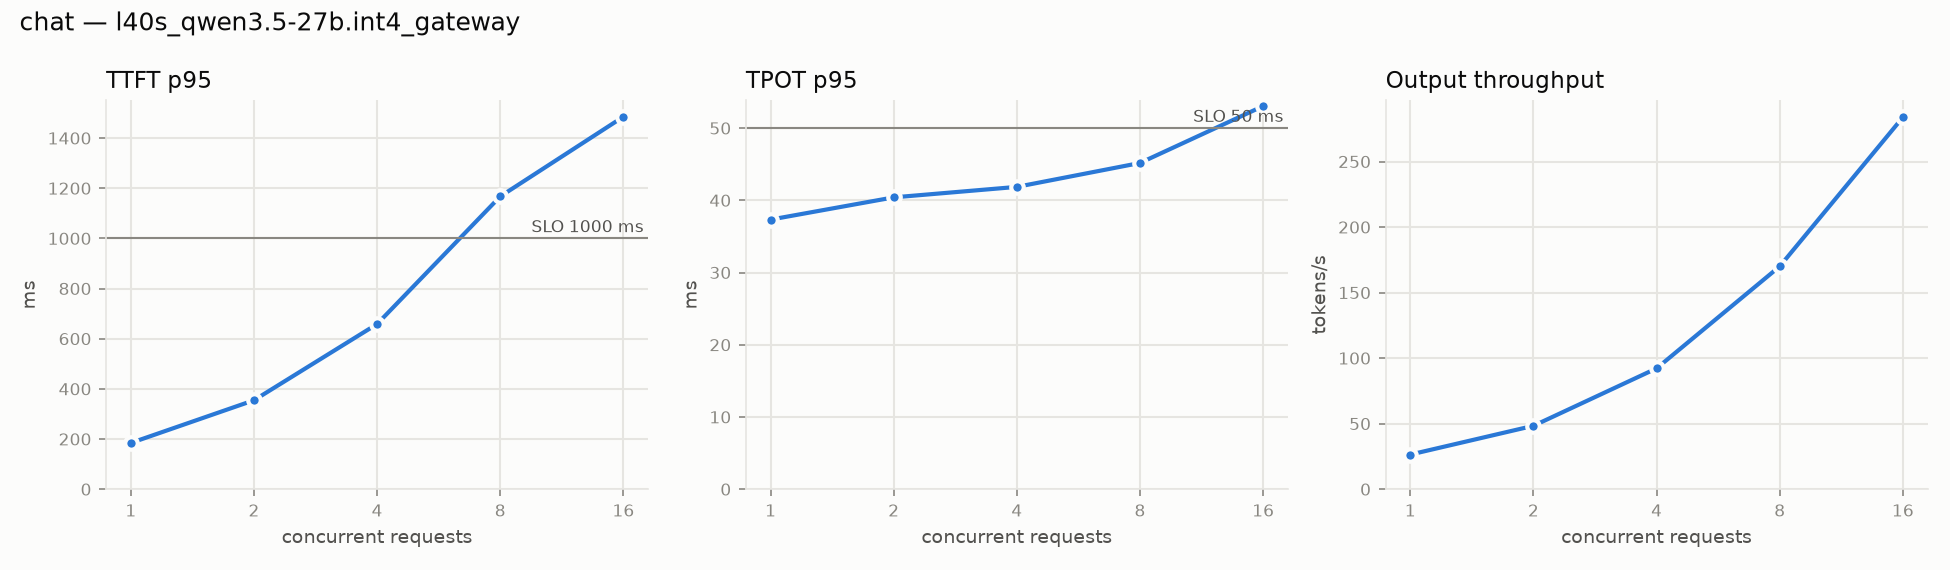 chat — l40s_qwen3.5-27b.int4_gateway
TTFT p95
ms
1400
1200
1000
800
600
400
200
0
SLO 1000 ms
1 2 4 8 16
concurrent requests
TPOT p95
ms
50
40
30
20
10
0
SLO 50 ms
1 2 4 8 16
concurrent requests
Output throughput
tokens/s
250
200
150
100
50
0
1 2 4 8 16
concurrent requests